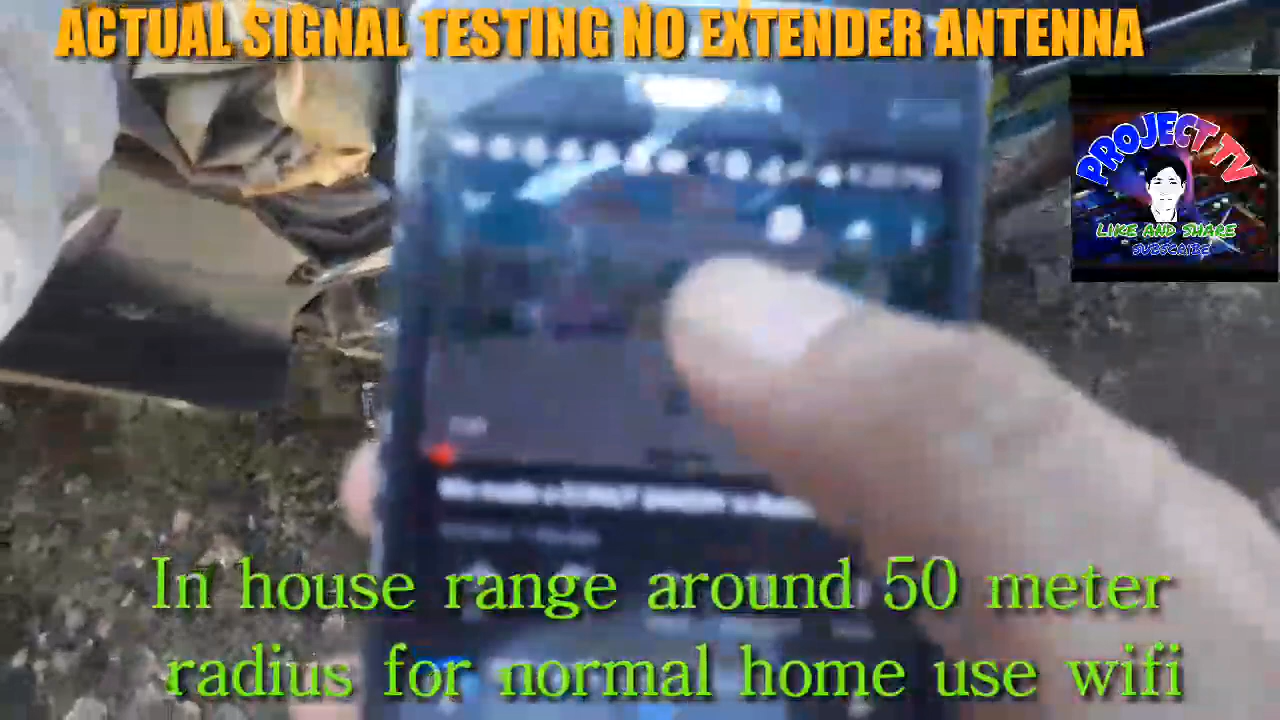 ACTUAL SIGNAL TESTING NO EXTENDER ANTENNA
PROJECT TV
LIKE AND SHARE
SUBSCRIBE
In house range around 50 meter
radius for normal home use wifi